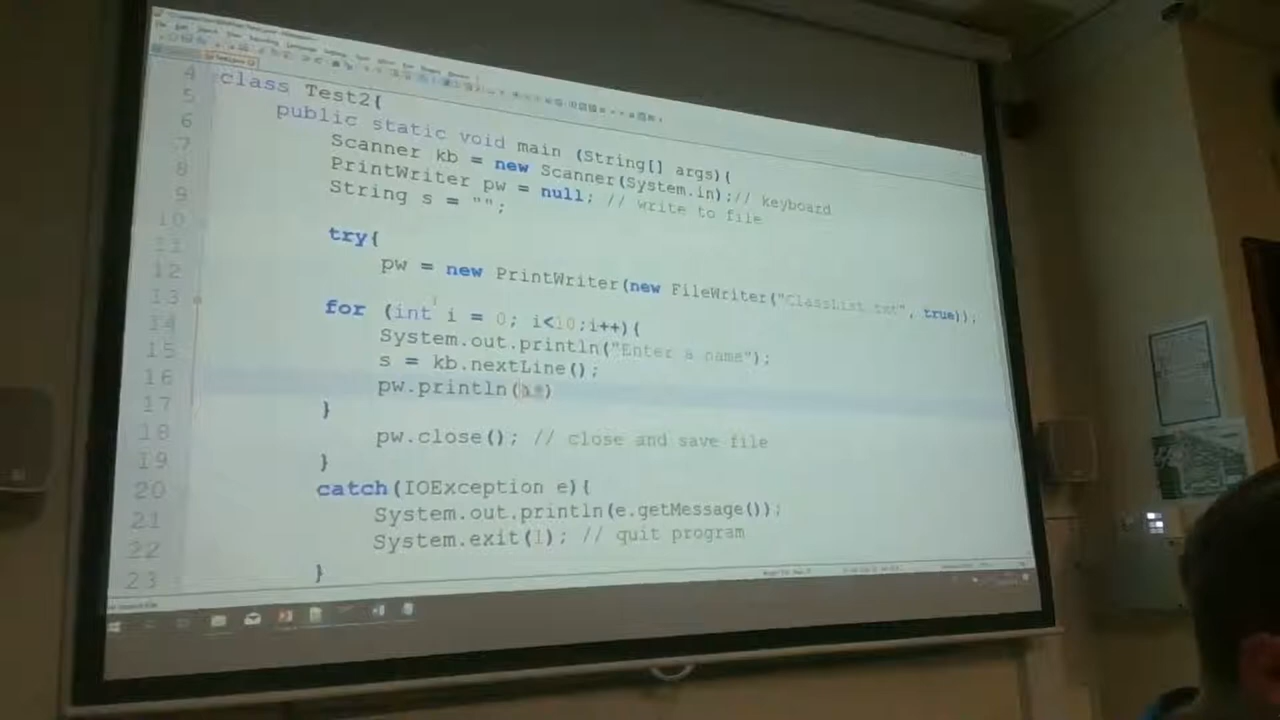 4 class Test2{
5 public static void main (String[] args){
6 Scanner kb = new Scanner(System.in);// keyboard
7 PrintWriter pw = null; // write to file
8 String s = "";
9
10 try{
11 pw = new PrintWriter(new FileWriter("ClassList.txt", true));
12
13 for (int i = 0; i<10;i++){
14 System.out.println("Enter a name");
15 s = kb.nextLine();
16 pw.println(
17 }
18 pw.close(); // close and save file
19 }
20 catch(IOException e){
21 System.out.println(e.getMessage());
22 System.exit(1); // quit program
23 }